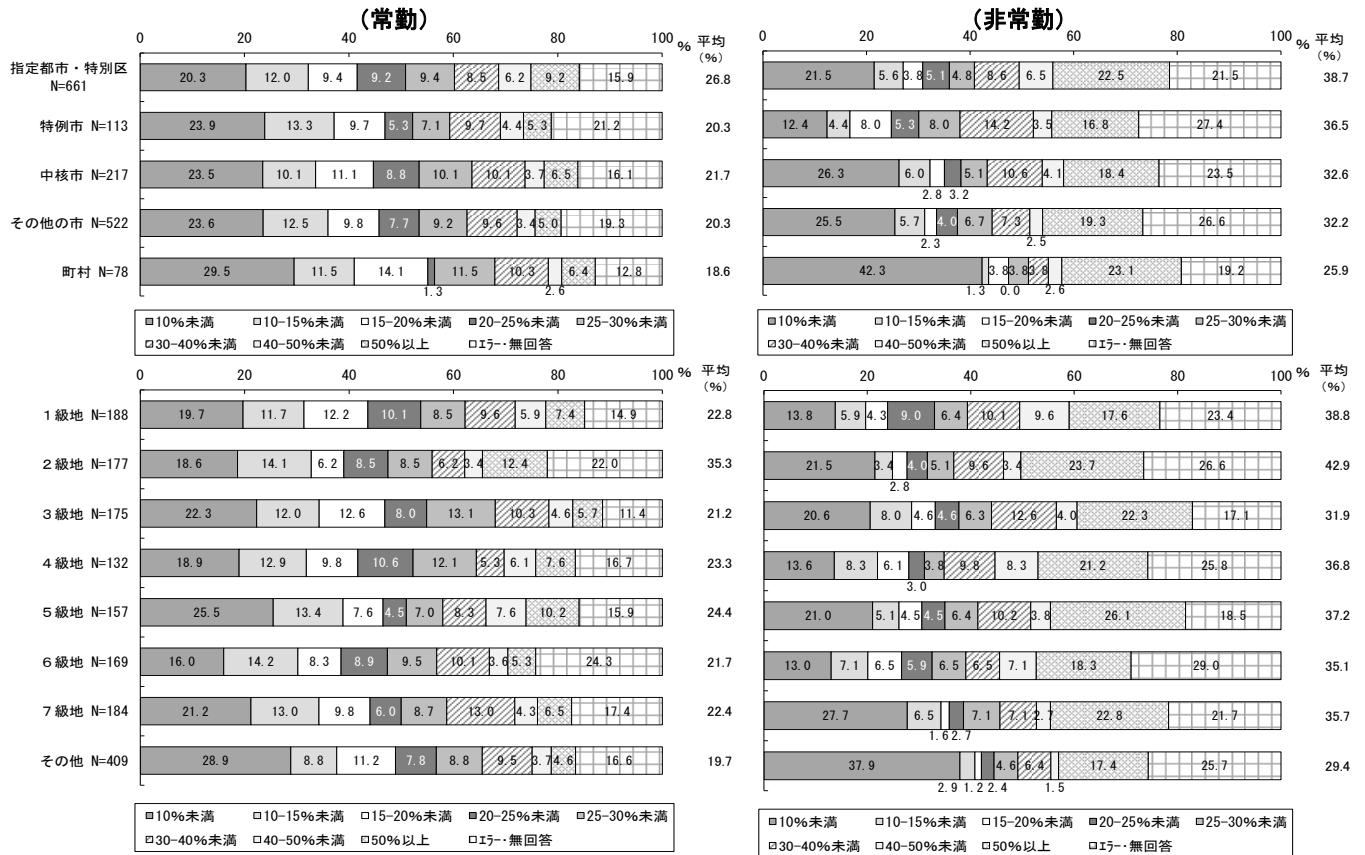 (常勤)
0 20 40 60 80 100 % 平均
(%)
指定都市・特別区
N=661
20.3 12.0 9.4 9.2 9.4 8.5 6.2 9.2 15.9 26.8
特例市 N=113 23.9 13.3 9.7 5.3 7.1 9.7 4.4 5.3 21.2 20.3
中核市 N=217 23.5 10.1 11.1 8.8 10.1 10.1 3.7 6.5 16.1 21.7
その他の市 N=522 23.6 12.5 9.8 7.7 9.2 9.6 3.4 5.0 19.3 20.3
町村 N=78 29.5 11.5 14.1 11.5 10.3 6.4 12.8 18.6
1.3 2.6
■10%未満 □10-15%未満 □15-20%未満 ■20-25%未満 □25-30%未満
□30-40%未満 □40-50%未満 □50%以上 □エラー・無回答
(非常勤)
0 20 40 60 80 100 % 平均
(%)
21.5 5.6 3.8 5.1 4.8 8.6 6.5 22.5 21.5 38.7
12.4 4.4 8.0 5.3 8.0 14.2 3.5 16.8 27.4 36.5
26.3 6.0 5.1 10.6 4.1 18.4 23.5 32.6
2.8 3.2
25.5 5.7 4.0 6.7 7.3 19.3 26.6 32.2
2.3 2.5
42.3 3.8 3.8 3.8 23.1 19.2 25.9
1.3 0.0 2.6
■10%未満 □10-15%未満 □15-20%未満 ■20-25%未満 □25-30%未満
□30-40%未満 □40-50%未満 □50%以上 □エラー・無回答
0 20 40 60 80 100 % 平均
(%)
1級地 N=188 19.7 11.7 12.2 10.1 8.5 9.6 5.9 7.4 14.9 22.8
2級地 N=177 18.6 14.1 6.2 8.5 8.5 6.2 3.4 12.4 22.0 35.3
3級地 N=175 22.3 12.0 12.6 8.0 13.1 10.3 4.6 5.7 11.4 21.2
4級地 N=132 18.9 12.9 9.8 10.6 12.1 5.3 6.1 7.6 16.7 23.3
5級地 N=157 25.5 13.4 7.6 4.5 7.0 8.3 7.6 10.2 15.9 24.4
6級地 N=169 16.0 14.2 8.3 8.9 9.5 10.1 3.6 5.3 24.3 21.7
7級地 N=184 21.2 13.0 9.8 6.0 8.7 13.0 4.3 6.5 17.4 22.4
その他 N=409 28.9 8.8 11.2 7.8 8.8 9.5 3.7 4.6 16.6 19.7
■10%未満 □10-15%未満 □15-20%未満 ■20-25%未満 □25-30%未満
□30-40%未満 □40-50%未満 □50%以上 □エラー・無回答
0 20 40 60 80 100 % 平均
(%)
13.8 5.9 4.3 9.0 6.4 10.1 9.6 17.6 23.4 38.8
21.5 3.4 4.0 5.1 9.6 3.4 23.7 26.6 42.9
2.8
20.6 8.0 4.6 4.6 6.3 12.6 4.0 22.3 17.1 31.9
13.6 8.3 6.1 3.8 9.8 8.3 21.2 25.8 36.8
3.0
21.0 5.1 4.5 4.5 6.4 10.2 3.8 26.1 18.5 37.2
13.0 7.1 6.5 5.9 6.5 6.5 7.1 18.3 29.0 35.1
27.7 6.5 7.1 7.1 2.7 22.8 21.7 35.7
1.6 2.7
37.9 4.6 6.4 17.4 25.7 29.4
2.9 1.2 2.4 1.5
■10%未満 □10-15%未満 □15-20%未満 ■20-25%未満 □25-30%未満
□30-40%未満 □40-50%未満 □50%以上 □エラー・無回答